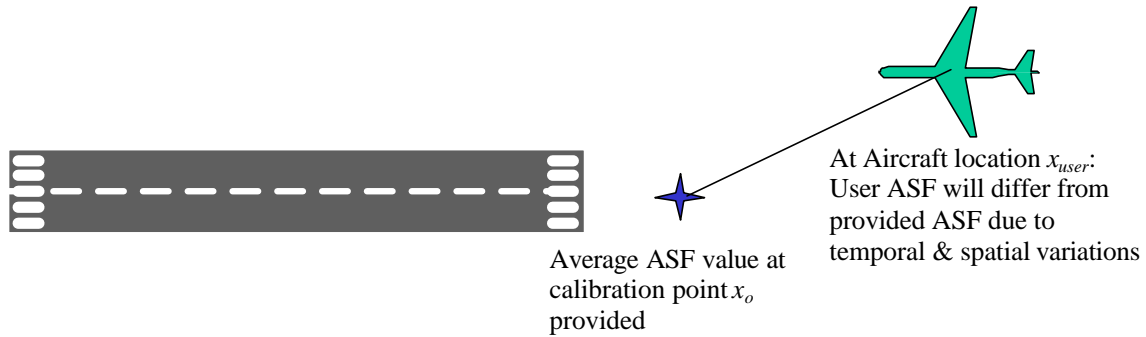 At Aircraft location x_user:
User ASF will differ from
provided ASF due to
temporal & spatial variations
Average ASF value at
calibration point x_o
provided